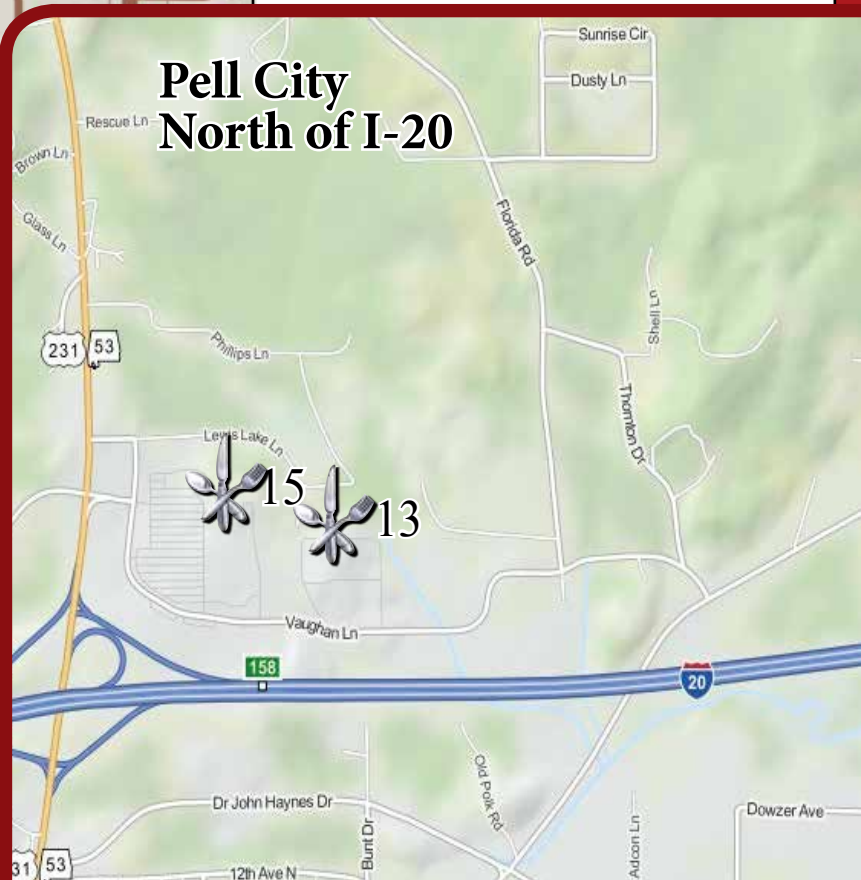 Pell City
North of I-20
Sunrise Cir
Dusty Ln
Rescue Ln
Brown Ln
Glass Ln
Florida Rd
Shell Ln
231
53
Phillips Ln
Thornton Dr
Lewis Lake Ln
15
13
Vaughan Ln
158
20
Old Polk Rd
Dr John Haynes Dr
Bunt Dr
Adcon Ln
Dowzer Ave
31
53
12th Ave N